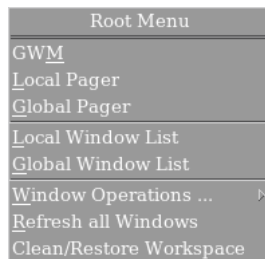 Root Menu
GWM
Local Pager
Global Pager
Local Window List
Global Window List
Window Operations ...
Refresh all Windows
Clean/Restore Workspace